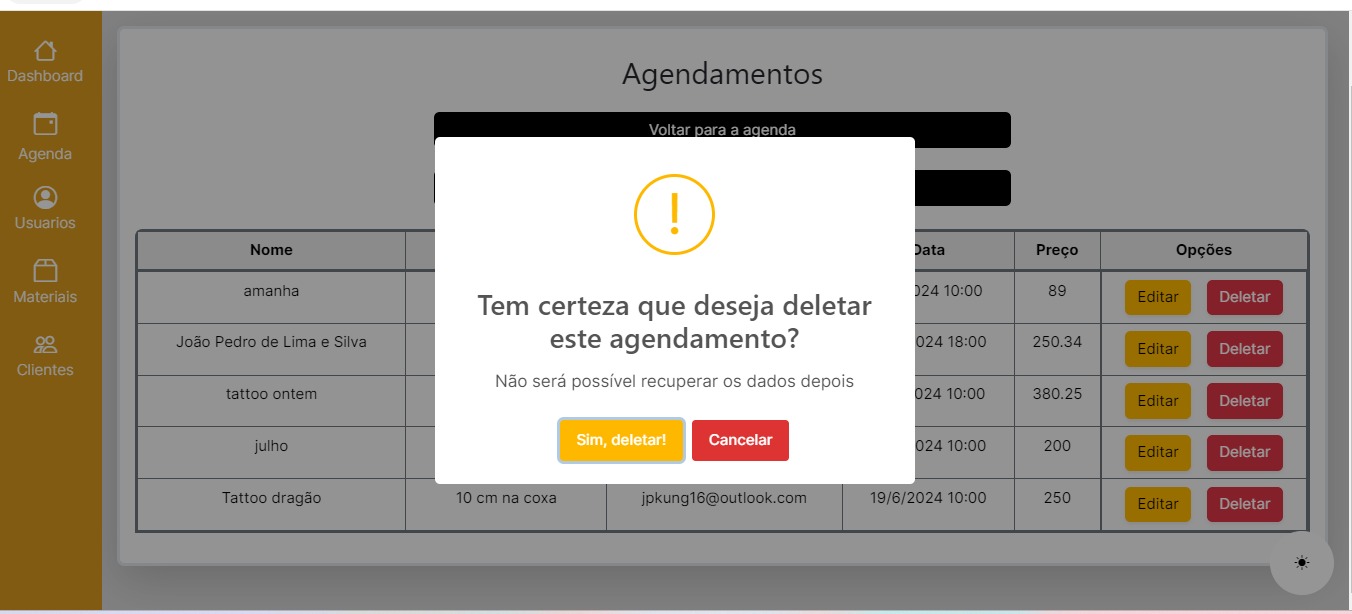 Dashboard
Agenda
Usuarios
Materiais
Clientes
Agendamentos
Voltar para a agenda
Tem certeza que deseja deletar
este agendamento?
Não será possível recuperar os dados depois
Sim, deletar! Cancelar
Nome Data Preço Opções
amanha 024 10:00 89 Editar Deletar
João Pedro de Lima e Silva 024 18:00 250.34 Editar Deletar
tattoo ontem 024 10:00 380.25 Editar Deletar
julho 024 10:00 200 Editar Deletar
Tattoo dragão 10 cm na coxa jpkung16@outlook.com 19/6/2024 10:00 250 Editar Deletar